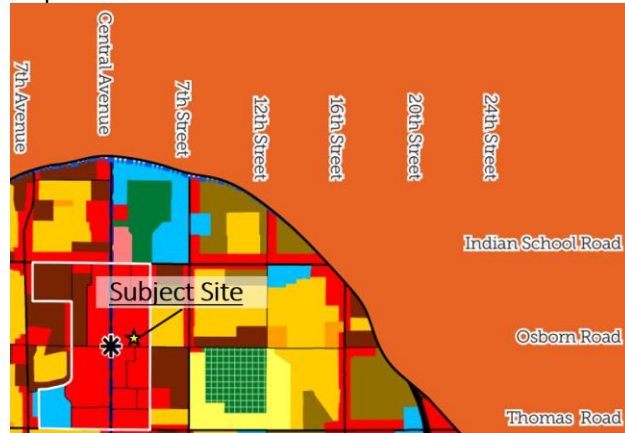 7th Avenue
Central Avenue
7th Street
12th Street
16th Street
20th Street
24th Street
Indian School Road
Subject Site
Osborn Road
Thomas Road